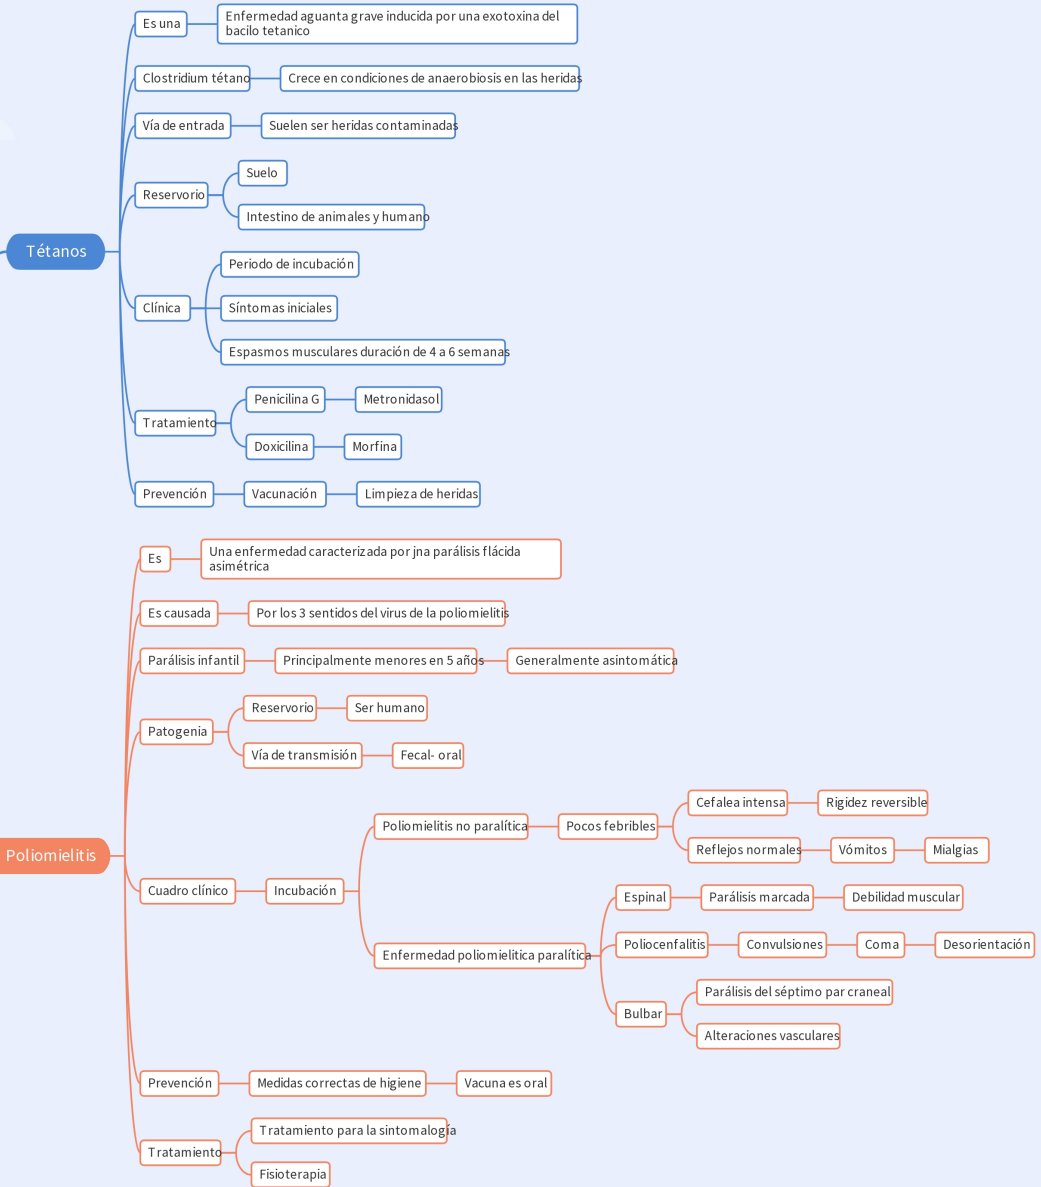 Tétanos
Es una
Enfermedad aguanta grave inducida por una exotoxina del
bacilo tetanico
Clostridium tétano
Crece en condiciones de anaerobiosis en las heridas
Vía de entrada
Suelen ser heridas contaminadas
Reservorio
Suelo
Intestino de animales y humano
Clínica
Periodo de incubación
Síntomas iniciales
Espasmos musculares duración de 4 a 6 semanas
Tratamiento
Penicilina G
Metronidasol
Doxicilina
Morfina
Prevención
Vacunación
Limpieza de heridas
Poliomielitis
Es
Una enfermedad caracterizada por jna parálisis flácida
asimétrica
Es causada
Por los 3 sentidos del virus de la poliomielitis
Parálisis infantil
Principalmente menores en 5 años
Generalmente asintomática
Patogenia
Reservorio
Ser humano
Vía de transmisión
Fecal- oral
Cuadro clínico
Incubación
Poliomielitis no paralítica
Pocos febribles
Cefalea intensa
Rigidez reversible
Reflejos normales
Vómitos
Mialgias
Enfermedad poliomielitica paralítica
Espinal
Parálisis marcada
Debilidad muscular
Poliocenfalitis
Convulsiones
Coma
Desorientación
Bulbar
Parálisis del séptimo par craneal
Alteraciones vasculares
Prevención
Medidas correctas de higiene
Vacuna es oral
Tratamiento
Tratamiento para la sintomalogía
Fisioterapia